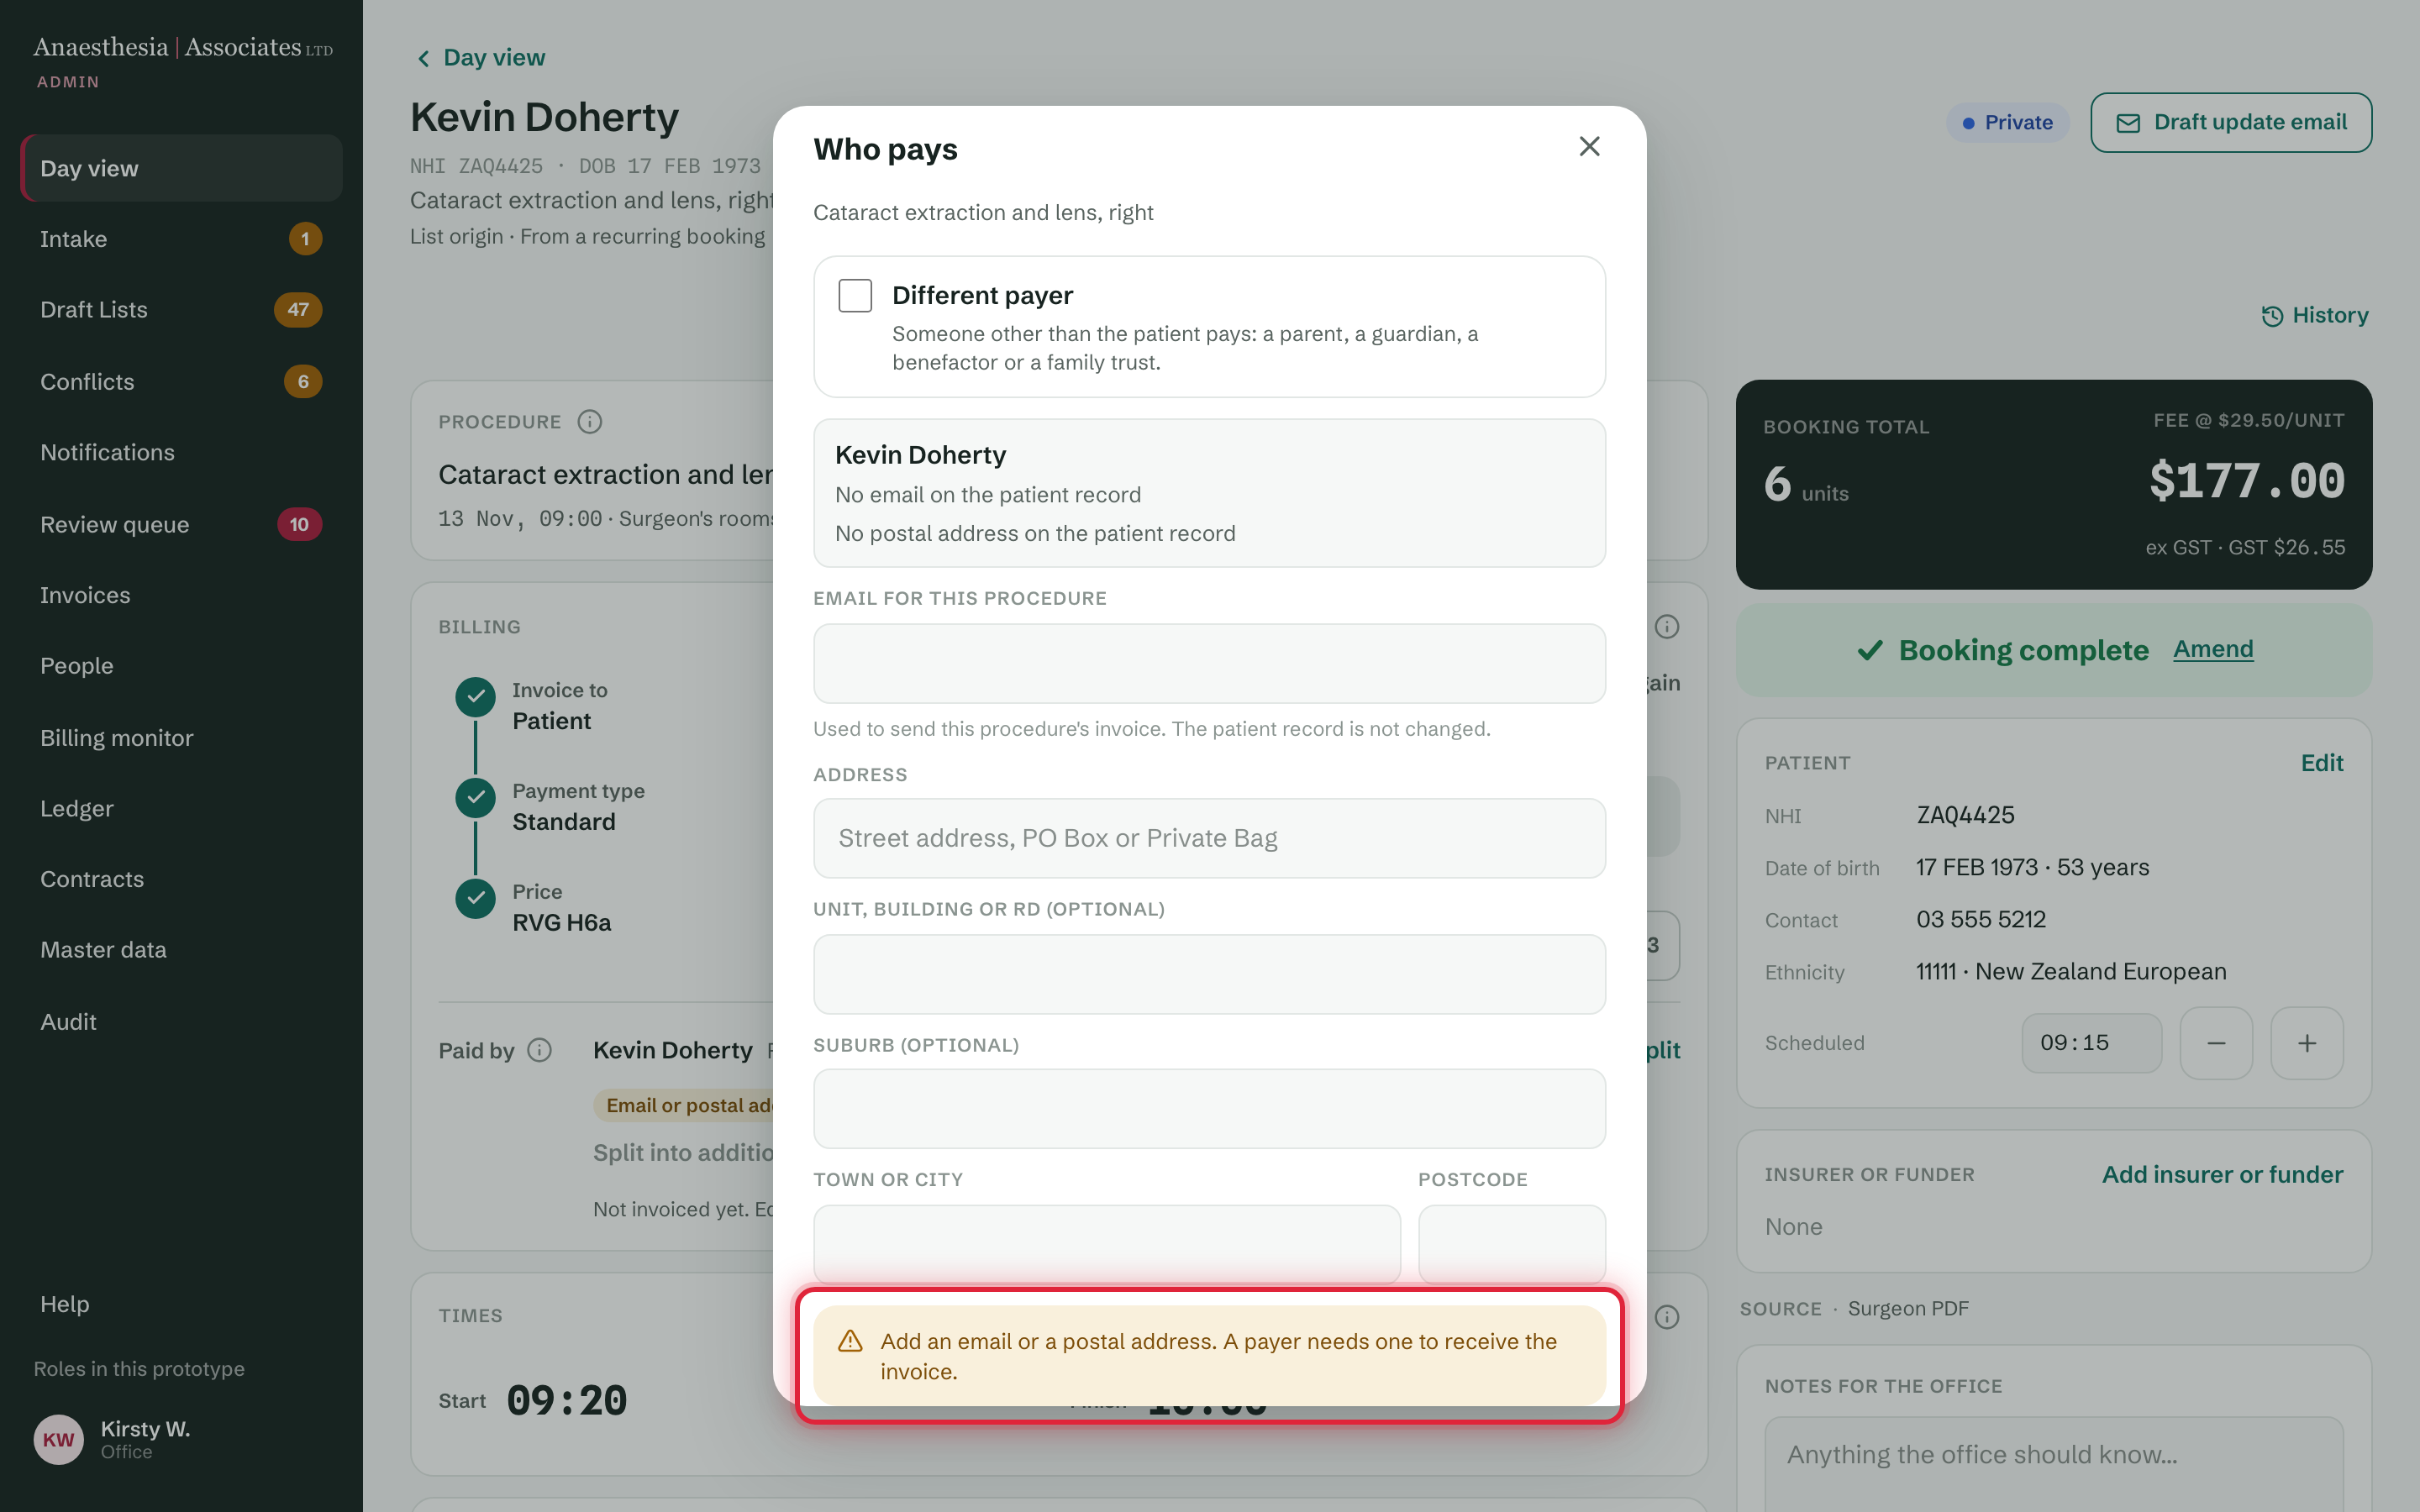 Anaesthesia | Associates LTD
ADMIN
Day view
Intake 1
Draft Lists 47
Conflicts 6
Notifications
Review queue 10
Invoices
People
Billing monitor
Ledger
Contracts
Master data
Audit
Help
Roles in this prototype
KW
Kirsty W.
Office
Day view
Kevin Doherty
NHI ZAQ4425 · DOB 17 FEB 1973
Cataract extraction and lens, right
List origin · From a recurring booking
Private
Draft update email
History
PROCEDURE
Cataract extraction and
13 Nov, 09:00 · Surgeon's rooms
BILLING
Invoice to
Patient
Payment type
Standard
Price
RVG H6a
3
Paid by
Kevin Doherty
Email or postal
Split into
Not invoiced yet.
TIMES
Start 09:20
Who pays
Cataract extraction and lens, right
Different payer
Someone other than the patient pays: a parent, a guardian, a
benefactor or a family trust.
Kevin Doherty
No email on the patient record
No postal address on the patient record
EMAIL FOR THIS PROCEDURE
Used to send this procedure's invoice. The patient record is not changed.
ADDRESS
Street address, PO Box or Private Bag
UNIT, BUILDING OR RD (OPTIONAL)
SUBURB (OPTIONAL)
TOWN OR CITY
POSTCODE
Add an email or a postal address. A payer needs one to receive the
invoice.
BOOKING TOTAL
FEE @ $29.50/UNIT
6 units
$177.00
ex GST · GST $26.55
Booking complete Amend
PATIENT
Edit
NHI ZAQ4425
Date of birth 17 FEB 1973 · 53 years
Contact 03 555 5212
Ethnicity 11111 · New Zealand European
Scheduled 09:15 − +
INSURER OR FUNDER
Add insurer or funder
None
SOURCE · Surgeon PDF
NOTES FOR THE OFFICE
Anything the office should know...